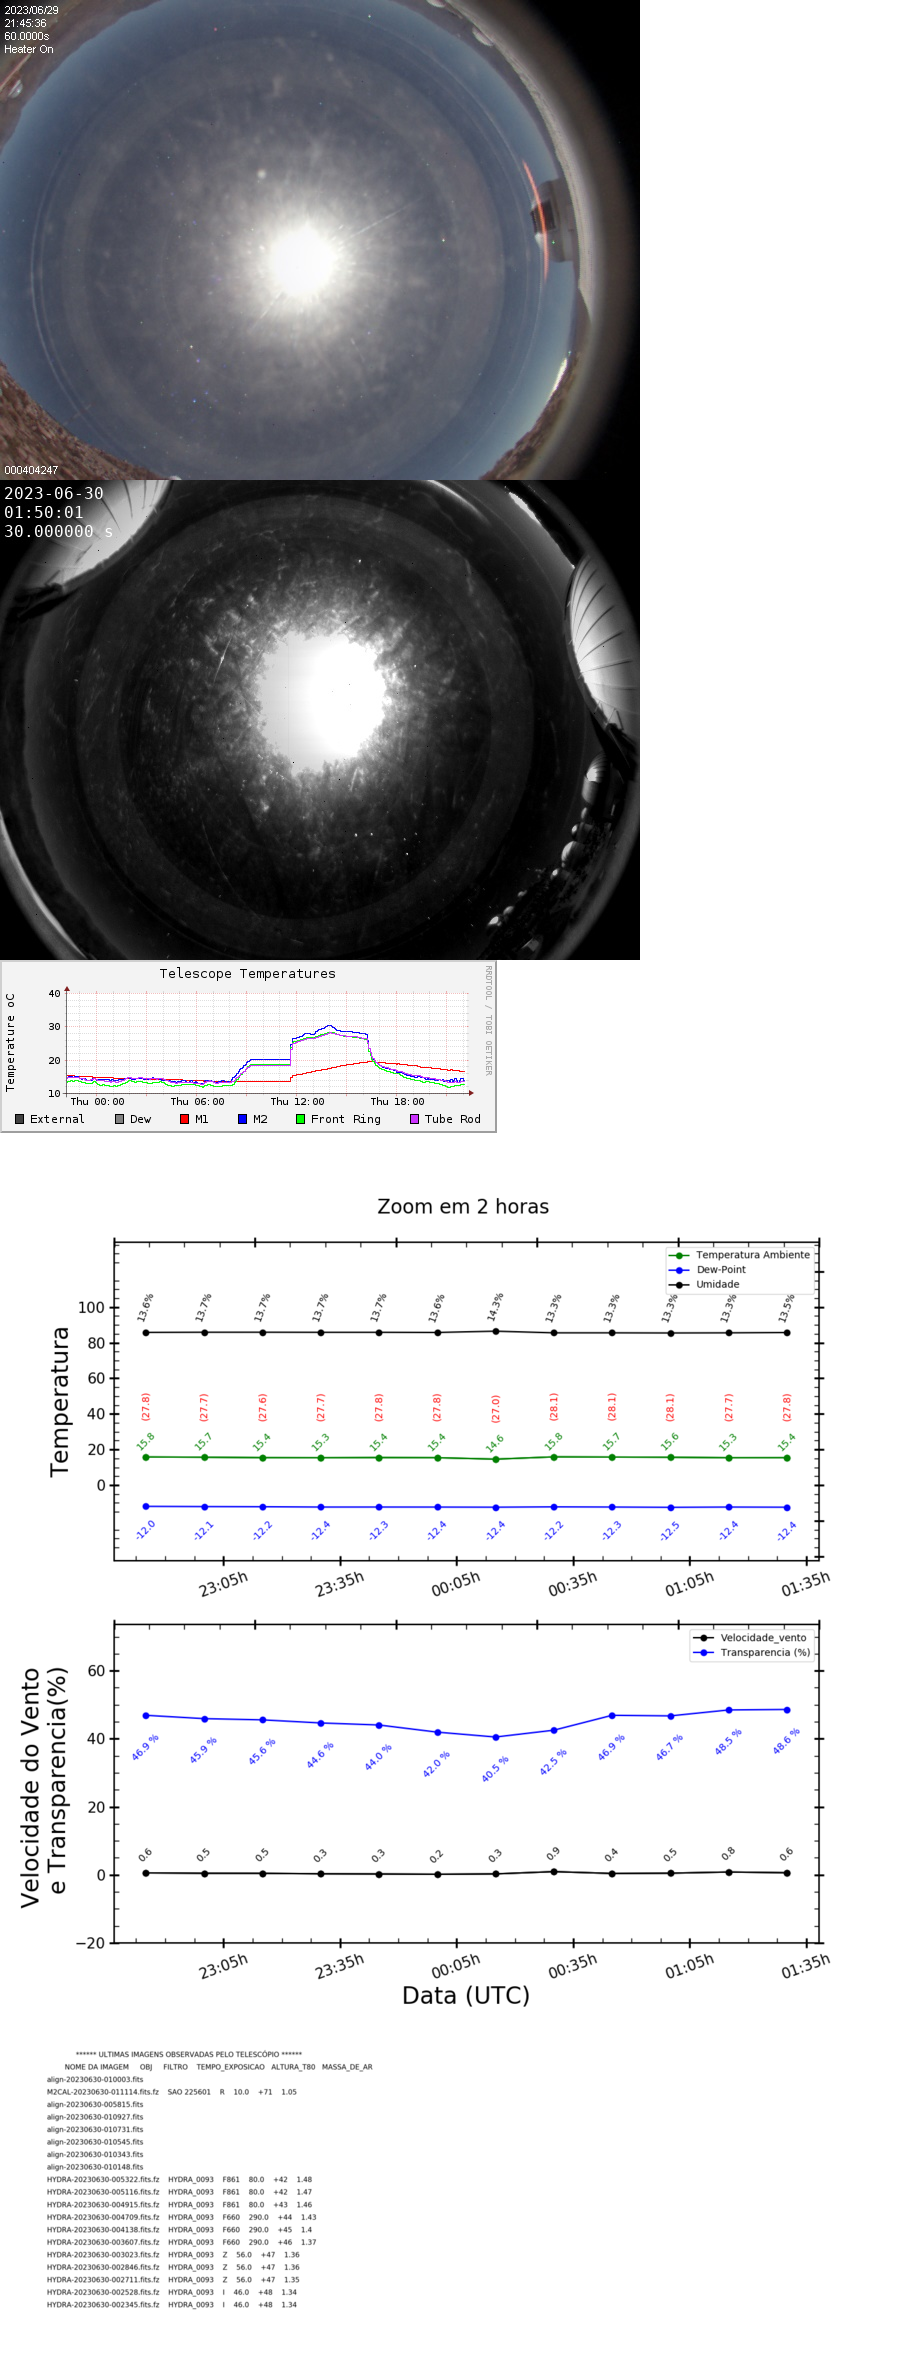 2023/06/29
21:45:36
60.0000s
Heater On
000404247
2023-06-30
01:50:01
30.000000 s
Telescope Temperatures
RRDTOOL / TOBI OETIKER
Temperature oC
40
30
20
10
Thu 00:00 Thu 06:00 Thu 12:00 Thu 18:00
External Dew M1 M2 Front Ring Tube Rod
Zoom em 2 horas
Temperatura Ambiente
Dew-Point
Umidade
Temperatura
100
80
60
40
20
0
13.6% 13.7% 13.7% 13.7% 13.7% 13.6% 14.3% 13.3% 13.3% 13.3% 13.3% 13.5%
(27.8) (27.7) (27.6) (27.7) (27.8) (27.8) (27.0) (28.1) (28.1) (28.1) (27.7) (27.8)
15.8 15.7 15.4 15.3 15.4 15.4 14.6 15.8 15.7 15.6 15.3 15.4
-12.0 -12.1 -12.2 -12.4 -12.3 -12.4 -12.4 -12.2 -12.3 -12.5 -12.4 -12.4
23:05h 23:35h 00:05h 00:35h 01:05h 01:35h
Velocidade_vento
Transparencia (%)
Velocidade do Vento
e Transparencia(%)
60
40
20
0
−20
46.9 % 45.9 % 45.6 % 44.6 % 44.0 % 42.0 % 40.5 % 42.5 % 46.9 % 46.7 % 48.5 % 48.6 %
0.6 0.5 0.5 0.3 0.3 0.2 0.3 0.9 0.4 0.5 0.8 0.6
23:05h 23:35h 00:05h 00:35h 01:05h 01:35h
Data (UTC)
****** ULTIMAS IMAGENS OBSERVADAS PELO TELESCÓPIO ******
NOME DA IMAGEM OBJ FILTRO TEMPO_EXPOSICAO ALTURA_T80 MASSA_DE_AR
align-20230630-010003.fits
M2CAL-20230630-011114.fits.fz SAO 225601 R 10.0 +71 1.05
align-20230630-005815.fits
align-20230630-010927.fits
align-20230630-010731.fits
align-20230630-010545.fits
align-20230630-010343.fits
align-20230630-010148.fits
HYDRA-20230630-005322.fits.fz HYDRA_0093 F861 80.0 +42 1.48
HYDRA-20230630-005116.fits.fz HYDRA_0093 F861 80.0 +42 1.47
HYDRA-20230630-004915.fits.fz HYDRA_0093 F861 80.0 +43 1.46
HYDRA-20230630-004709.fits.fz HYDRA_0093 F660 290.0 +44 1.43
HYDRA-20230630-004138.fits.fz HYDRA_0093 F660 290.0 +45 1.4
HYDRA-20230630-003607.fits.fz HYDRA_0093 F660 290.0 +46 1.37
HYDRA-20230630-003023.fits.fz HYDRA_0093 Z 56.0 +47 1.36
HYDRA-20230630-002846.fits.fz HYDRA_0093 Z 56.0 +47 1.36
HYDRA-20230630-002711.fits.fz HYDRA_0093 Z 56.0 +47 1.35
HYDRA-20230630-002528.fits.fz HYDRA_0093 I 46.0 +48 1.34
HYDRA-20230630-002345.fits.fz HYDRA_0093 I 46.0 +48 1.34